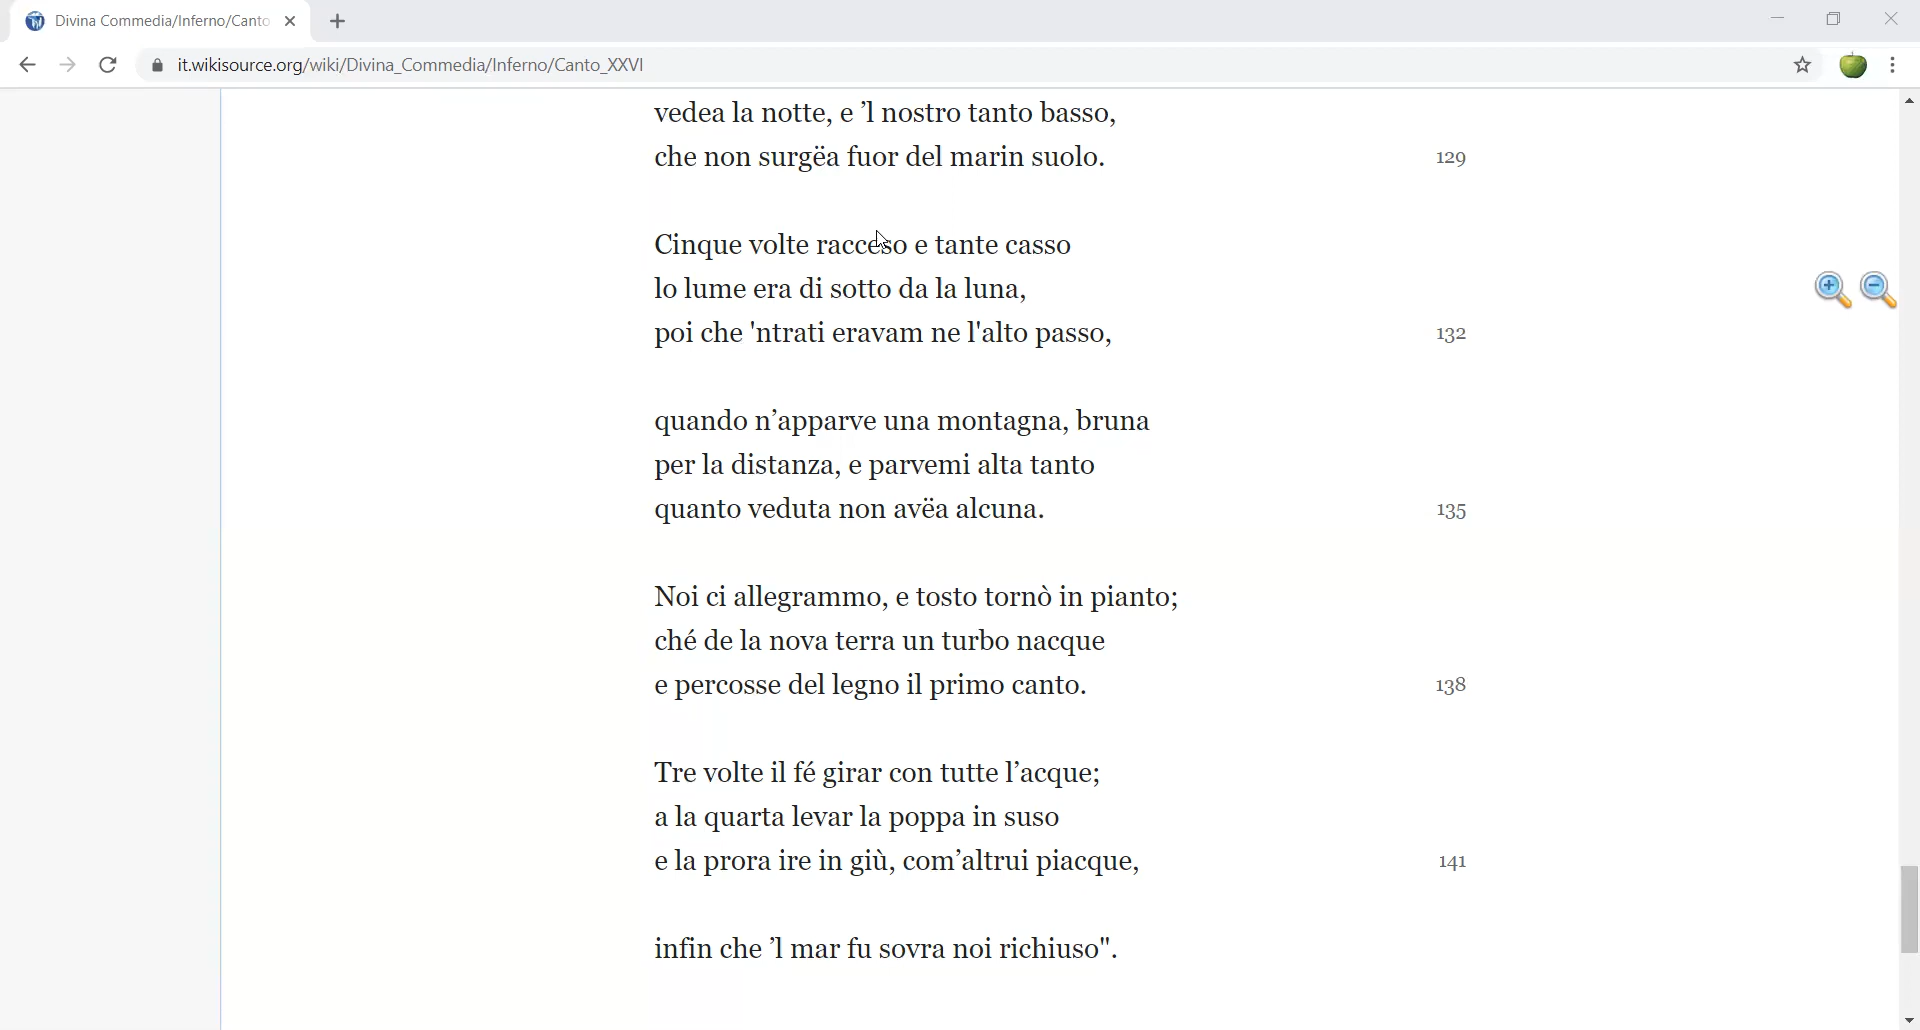 Divina Commedia/Inferno/Canto
it.wikisource.org/wiki/Divina_Commedia/Inferno/Canto_XXVI
vedea la notte, e ’l nostro tanto basso,
che non surgëa fuor del marin suolo.
129
Cinque volte racceso e tante casso
lo lume era di sotto da la luna,
poi che 'ntrati eravam ne l'alto passo,
132
quando n’apparve una montagna, bruna
per la distanza, e parvemi alta tanto
quanto veduta non avëa alcuna.
135
Noi ci allegrammo, e tosto tornò in pianto;
ché de la nova terra un turbo nacque
e percosse del legno il primo canto.
138
Tre volte il fé girar con tutte l’acque;
a la quarta levar la poppa in suso
e la prora ire in giù, com’altrui piacque,
141
infin che ’l mar fu sovra noi richiuso".